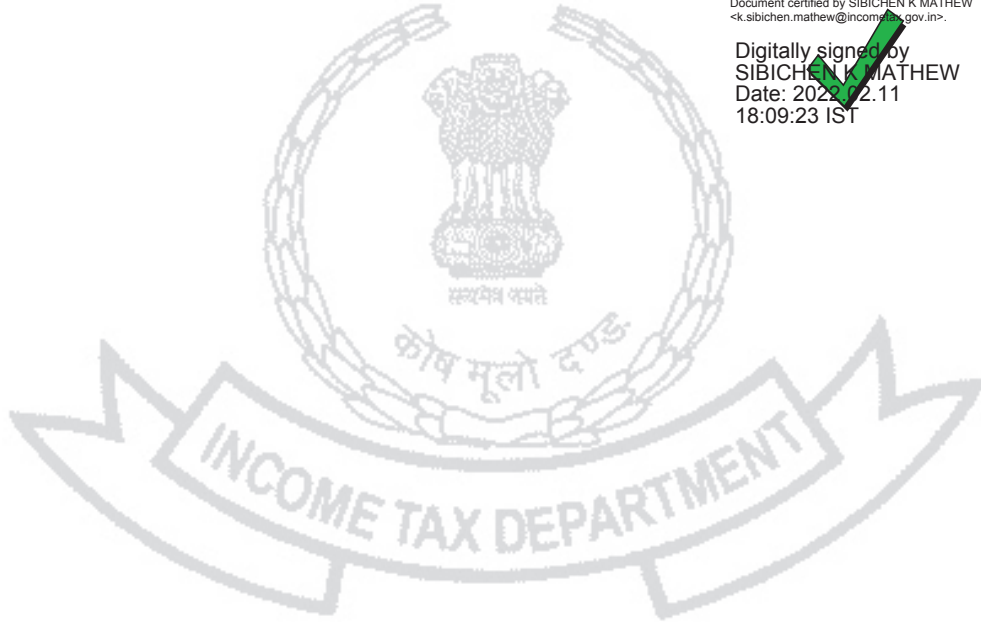 Document certified by SIBICHEN K MATHEW
<k.sibichen.mathew@incometax.gov.in>.
Digitally signed by
SIBICHEN K MATHEW
Date: 2022.02.11
18:09:23 IST
सत्यमेव जयते
कोष मूलो दण्ड
INCOME TAX DEPARTMENT